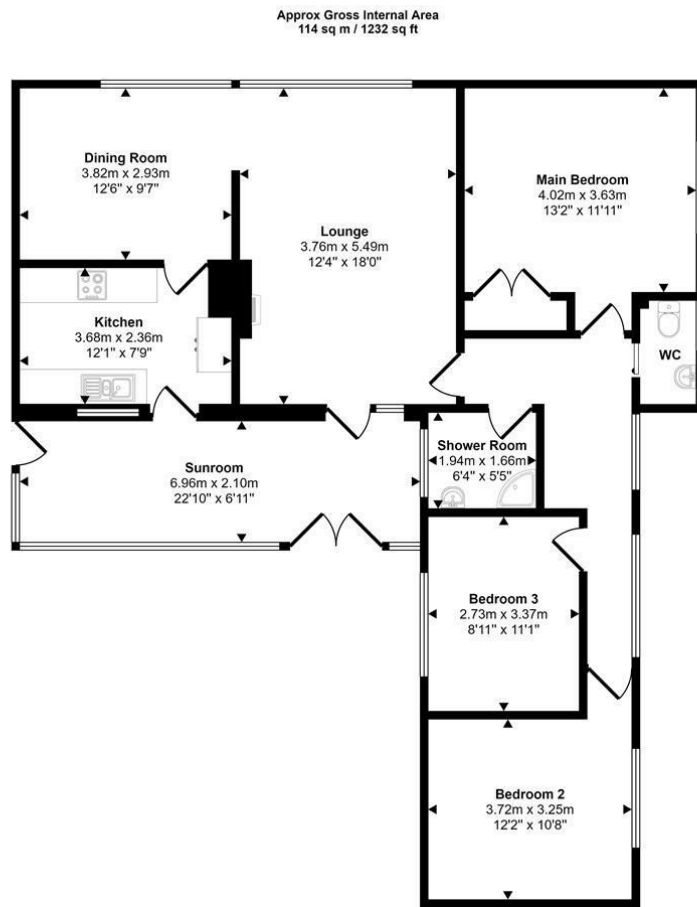 Approx Gross Internal Area
114 sq m / 1232 sq ft
Dining Room
3.82m x 2.93m
12'6" x 9'7"
Lounge
3.76m x 5.49m
12'4" x 18'0"
Main Bedroom
4.02m x 3.63m
13'2" x 11'11"
Kitchen
3.68m x 2.36m
12'1" x 7'9"
WC
Sunroom
6.96m x 2.10m
22'10" x 6'11"
Shower Room
1.94m x 1.66m
6'4" x 5'5"
Bedroom 3
2.73m x 3.37m
8'11" x 11'1"
Bedroom 2
3.72m x 3.25m
12'2" x 10'8"